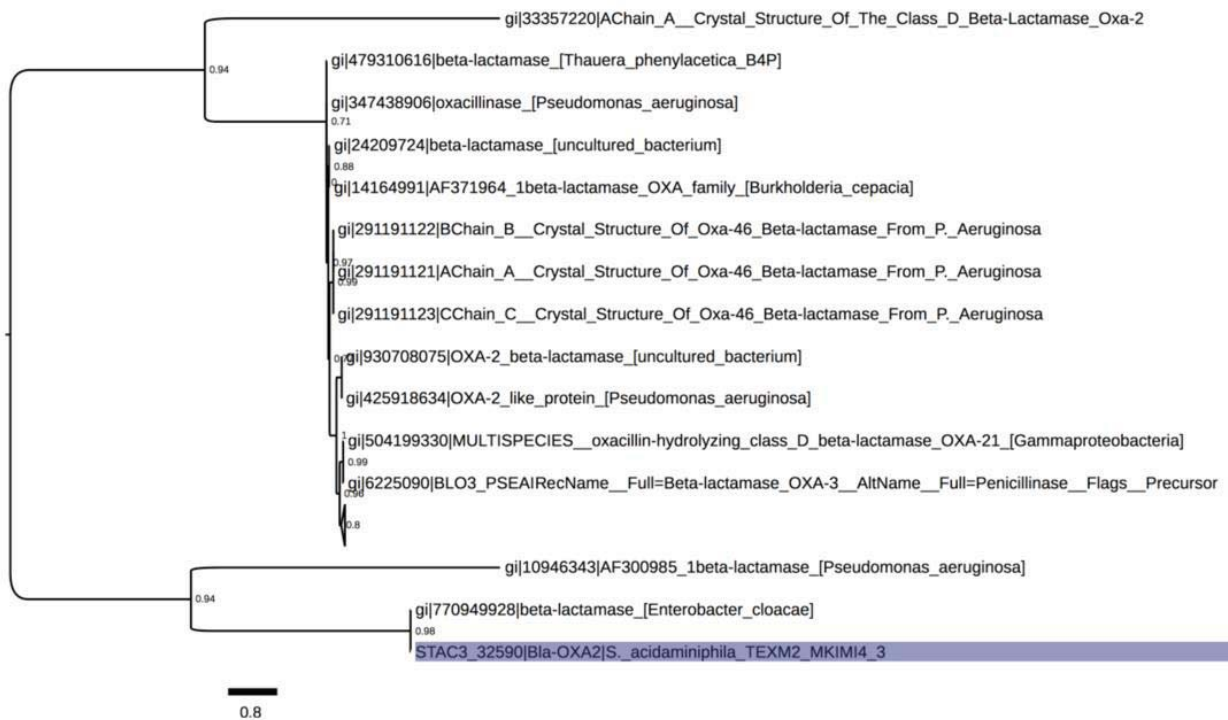 gi|33357220|AChain_A__Crystal_Structure_Of_The_Class_D_Beta-Lactamase_Oxa-2
gi|479310616|beta-lactamase_[Thauera_phenylacetica_B4P]
0.94
gi|347438906|oxacillinase_[Pseudomonas_aeruginosa]
0.71
gi|24209724|beta-lactamase_[uncultured_bacterium]
0.88
gi|14164991|AF371964_1beta-lactamase_OXA_family_[Burkholderia_cepacia]
gi|291191122|BChain_B__Crystal_Structure_Of_Oxa-46_Beta-lactamase_From_P._Aeruginosa
0.97
gi|291191121|AChain_A__Crystal_Structure_Of_Oxa-46_Beta-lactamase_From_P._Aeruginosa
0.99
gi|291191123|CChain_C__Crystal_Structure_Of_Oxa-46_Beta-lactamase_From_P._Aeruginosa
gi|930708075|OXA-2_beta-lactamase_[uncultured_bacterium]
gi|425918634|OXA-2_like_protein_[Pseudomonas_aeruginosa]
1
gi|504199330|MULTISPECIES__oxacillin-hydrolyzing_class_D_beta-lactamase_OXA-21_[Gammaproteobacteria]
0.99
gi|6225090|BLO3_PSEAIRecName__Full=Beta-lactamase_OXA-3__AltName__Full=Penicillinase__Flags__Precursor
0.8
gi|10946343|AF300985_1beta-lactamase_[Pseudomonas_aeruginosa]
0.94
gi|770949928|beta-lactamase_[Enterobacter_cloacae]
0.98
STAC3_32590|Bla-OXA2|S._acidaminiphila_TEXM2_MKIMI4_3
0.8